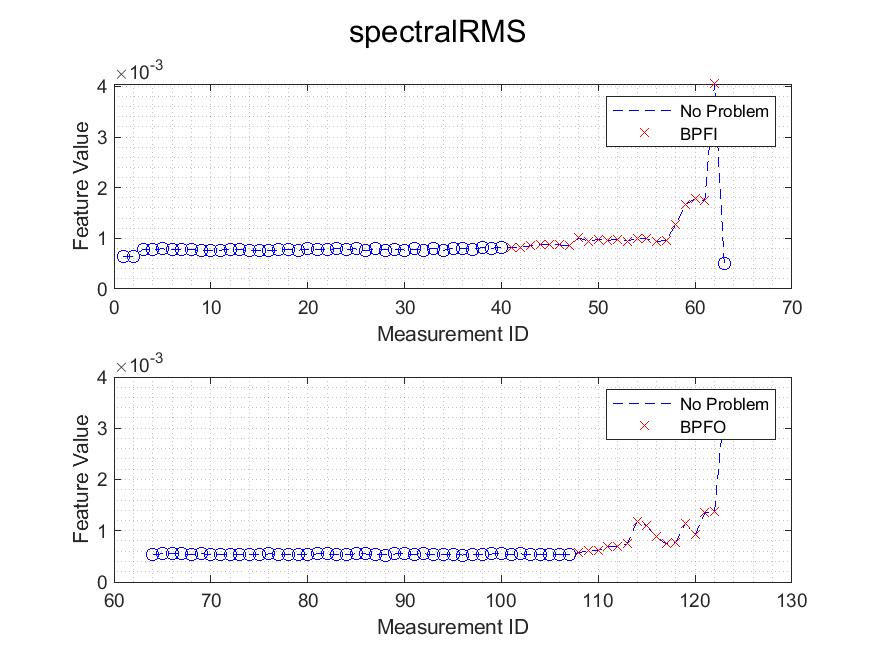 spectralRMS
×10-3
4
3
2
1
0
Feature Value
No Problem
BPFI
0 10 20 30 40 50 60 70
Measurement ID
×10-3
4
3
2
1
0
Feature Value
No Problem
BPFO
60 70 80 90 100 110 120 130
Measurement ID